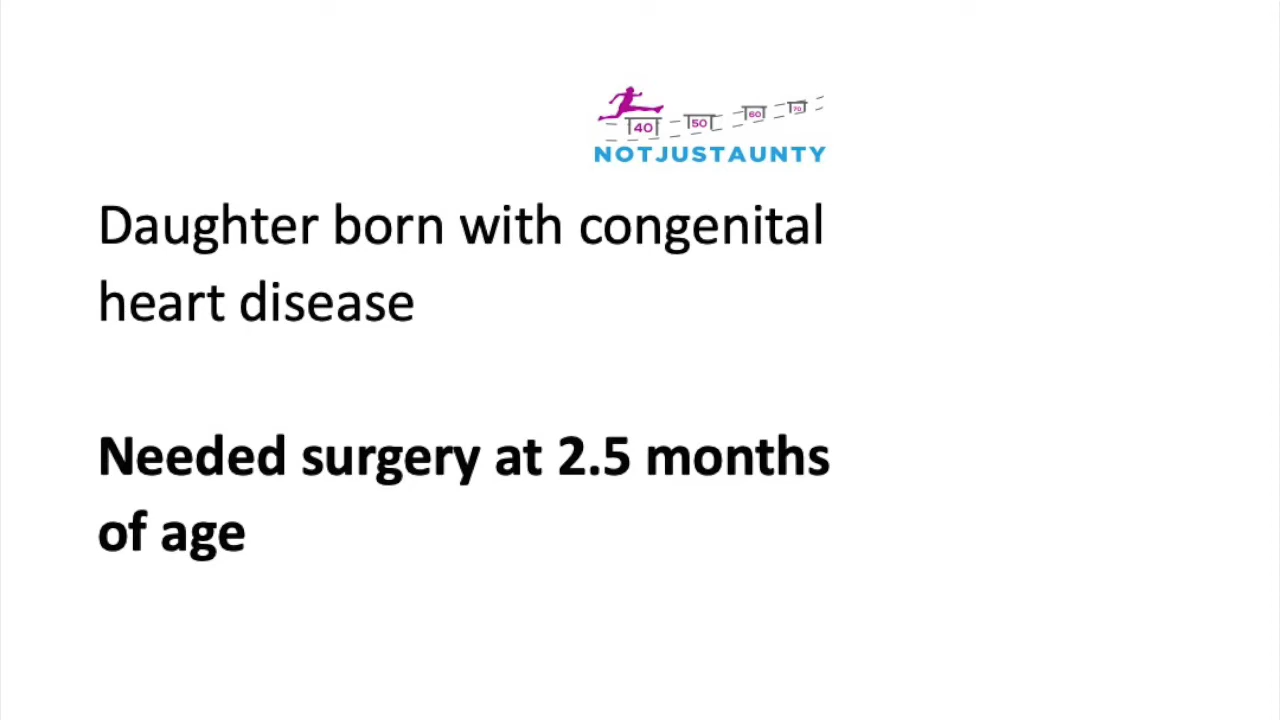 40 50 60 70
NOTJUSTAUNTY
Daughter born with congenital
heart disease
Needed surgery at 2.5 months
of age